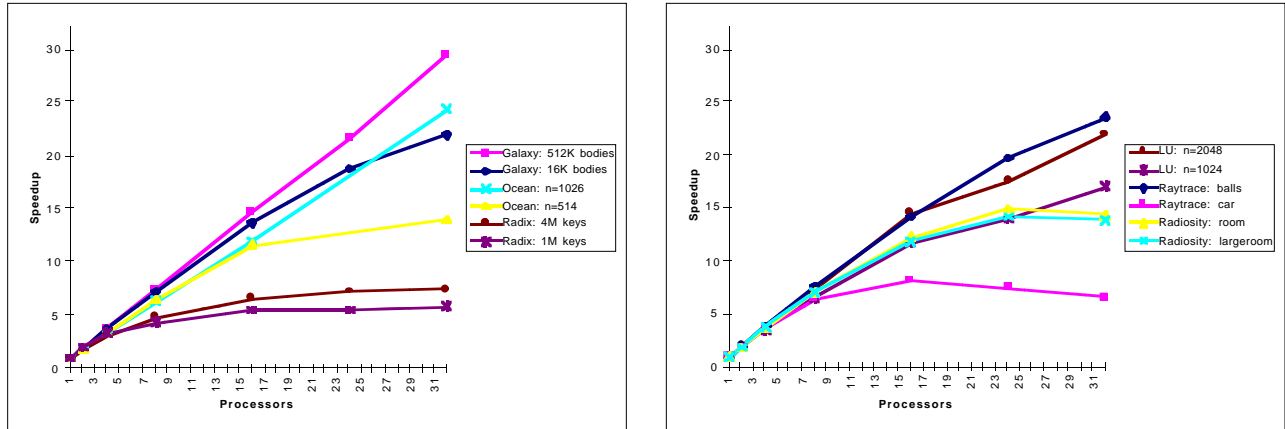 30
25
20
15
10
5
0
Speedup
1
3
5
7
9
11
13
15
17
19
21
23
25
27
29
31
Processors
Galaxy: 512K bodies
Galaxy: 16K bodies
Ocean: n=1026
Ocean: n=514
Radix: 4M keys
Radix: 1M keys
30
25
20
15
10
5
0
Speedup
1
3
5
7
9
11
13
15
17
19
21
23
25
27
29
31
Processors
LU: n=2048
LU: n=1024
Raytrace: balls
Raytrace: car
Radiosity: room
Radiosity: largeroom